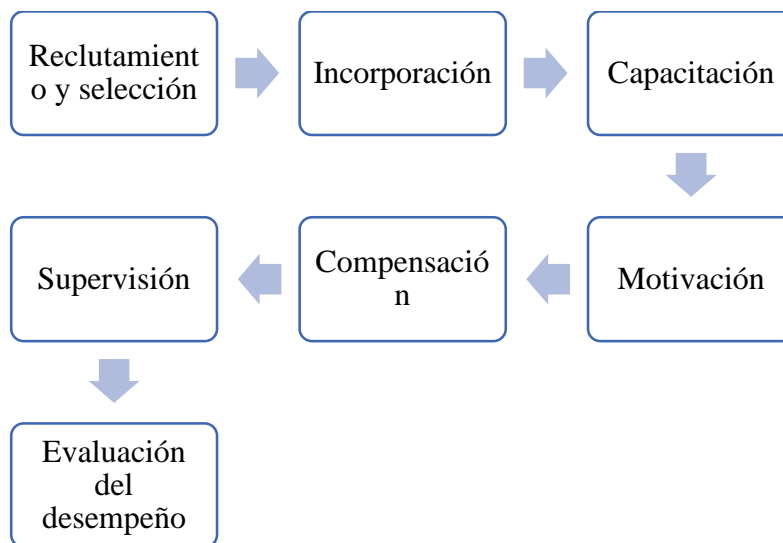 Reclutamient
o y selección
Incorporación
Capacitación
Motivación
Compensació
n
Supervisión
Evaluación
del
desempeño